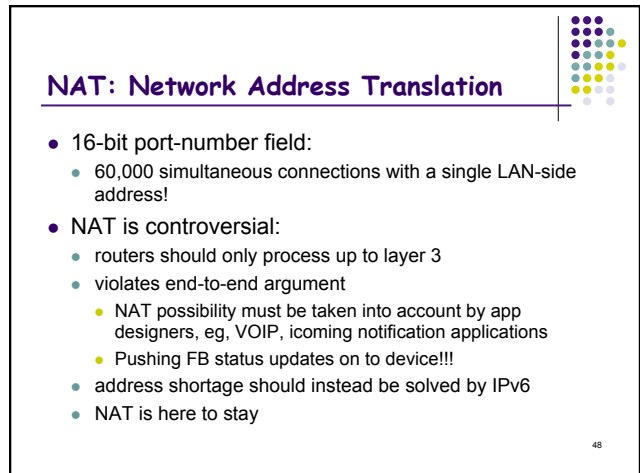 NAT: Network Address Translation
16-bit port-number field:
60,000 simultaneous connections with a single LAN-side
address!
NAT is controversial:
routers should only process up to layer 3
violates end-to-end argument
NAT possibility must be taken into account by app
designers, eg, VOIP, icoming notification applications
Pushing FB status updates on to device!!!
address shortage should instead be solved by IPv6
NAT is here to stay
48